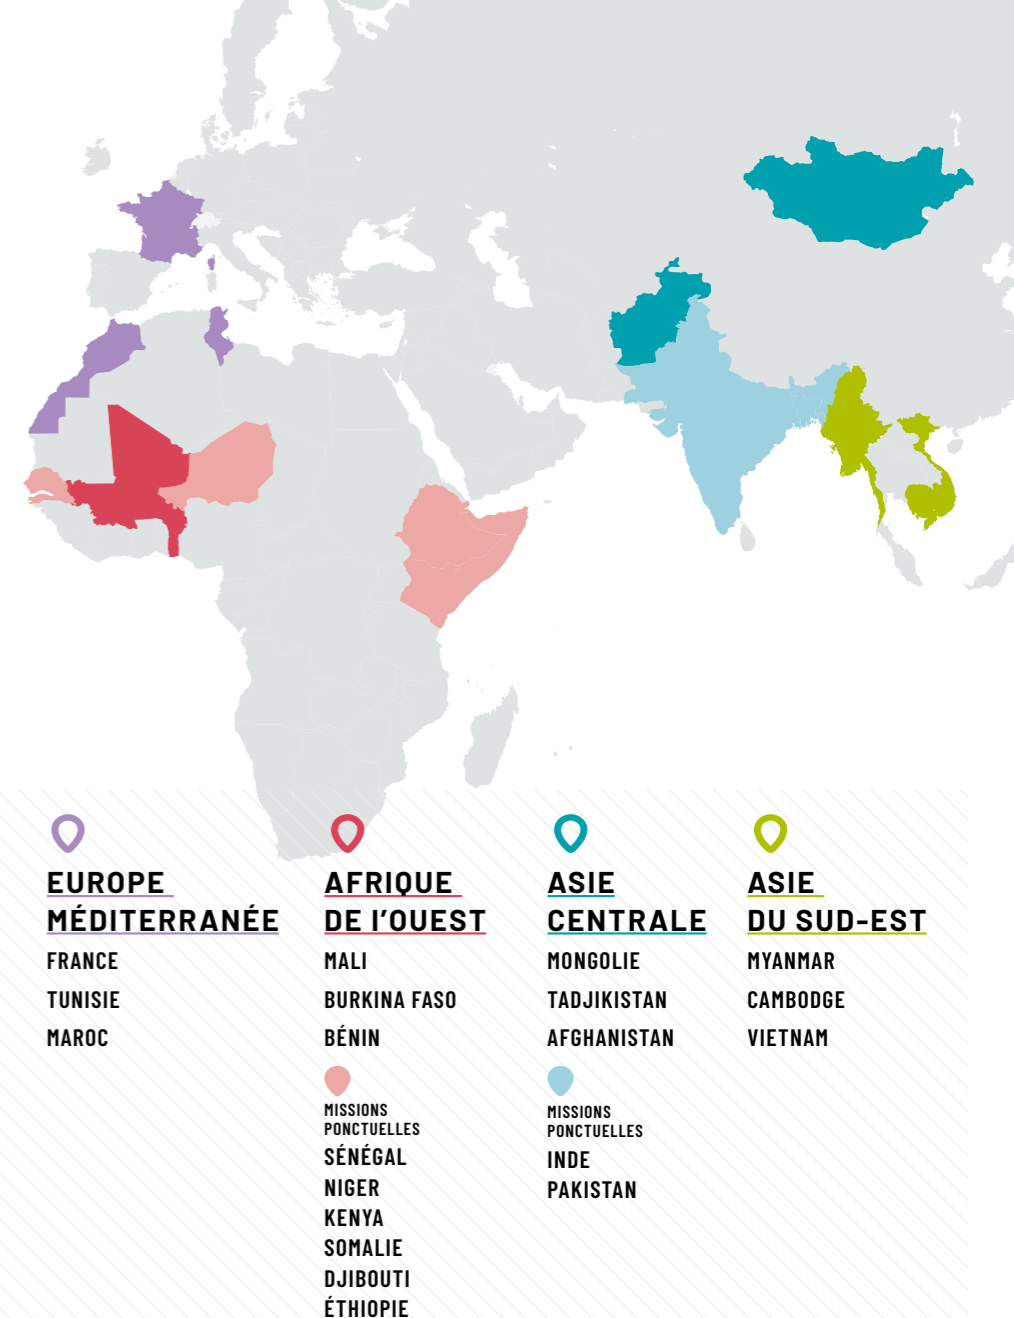 EUROPE
MÉDITERRANÉE
FRANCE
TUNISIE
MAROC
AFRIQUE
DE l'OUEST
MALI
BURKINA FASO
BÉNIN
MISSIONS
PONCTUELLES
SÉNÉGAL
NIGER
KENYA
SOMALIE
DJIBOUTI
ÉTHIOPIE
ASIE
CENTRALE
MONGOLIE
TADJIKISTAN
AFGHANISTAN
MISSIONS
PONCTUELLES
INDE
PAKISTAN
ASIE
DU SUD-EST
MYANMAR
CAMBODGE
VIETNAM